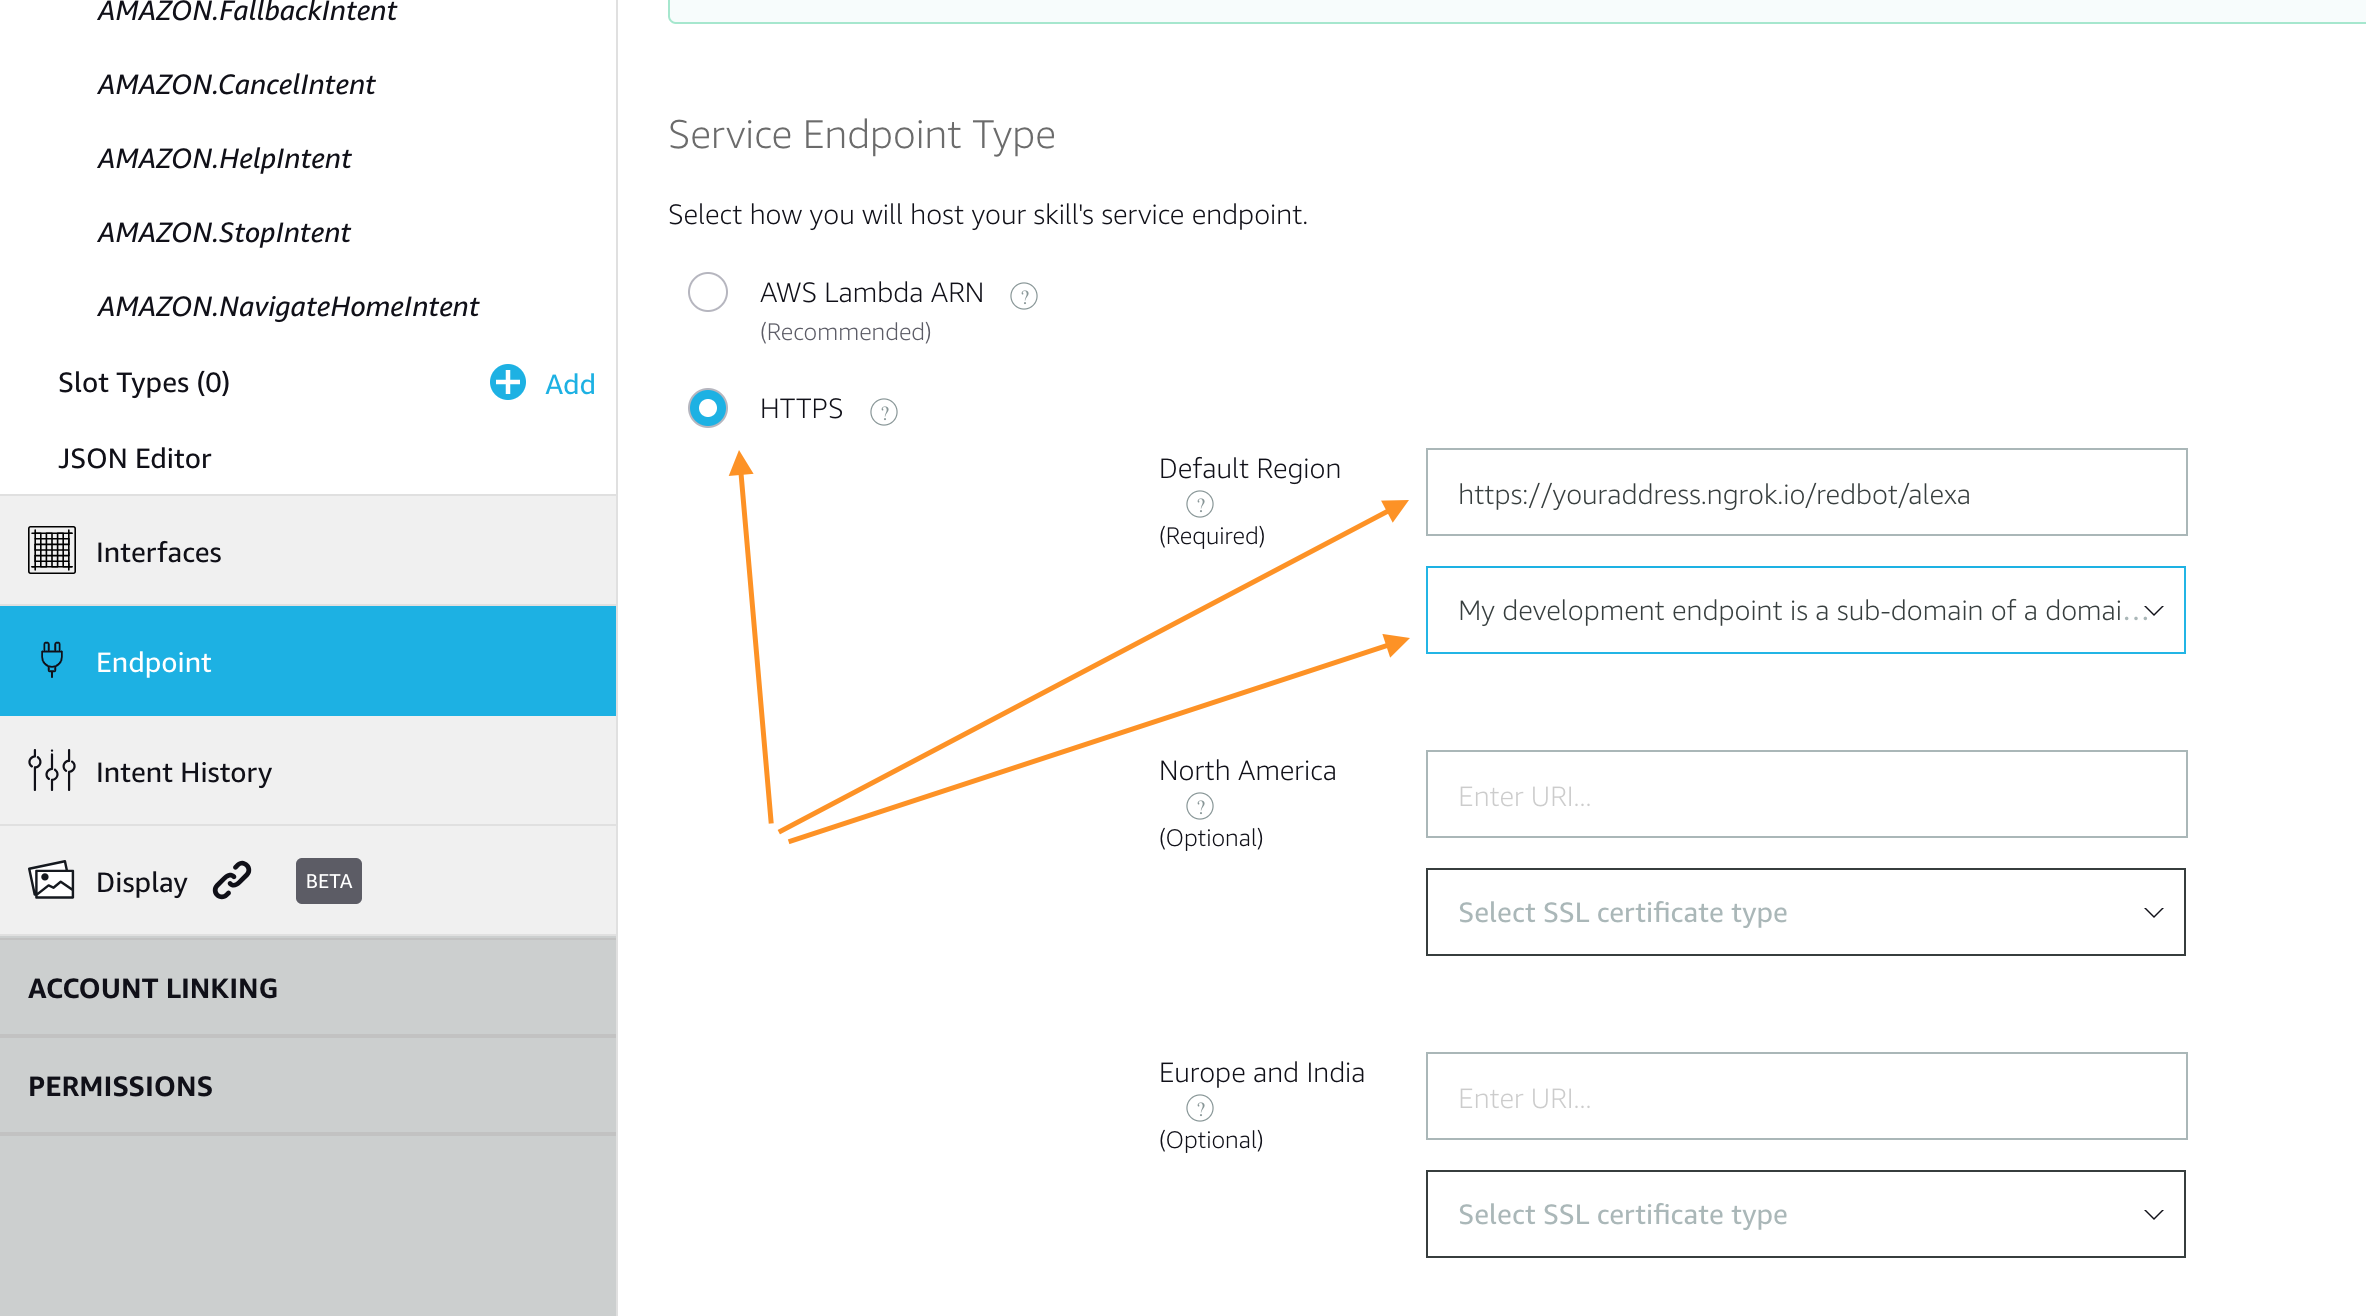 AMAZON.FallbackIntent
AMAZON.CancelIntent
AMAZON.HelpIntent
AMAZON.StopIntent
AMAZON.NavigateHomeIntent
Slot Types (0)
Add
JSON Editor
Interfaces
Endpoint
Intent History
Display
BETA
ACCOUNT LINKING
PERMISSIONS
Service Endpoint Type
Select how you will host your skill's service endpoint.
AWS Lambda ARN ?
(Recommended)
HTTPS ?
Default Region
?
(Required)
https://youraddress.ngrok.io/redbot/alexa
My development endpoint is a sub-domain of a domai...
North America
?
(Optional)
Enter URI...
Select SSL certificate type
Europe and India
?
(Optional)
Enter URI...
Select SSL certificate type